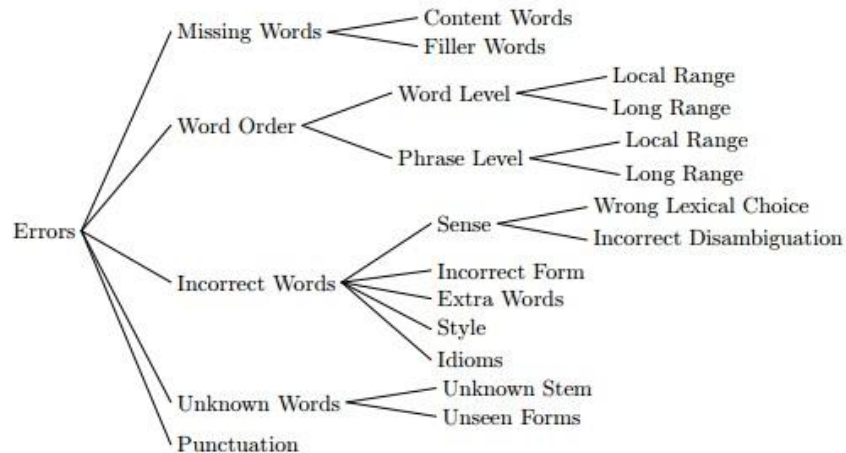 Errors
Missing Words
Content Words
Filler Words
Word Order
Word Level
Local Range
Long Range
Phrase Level
Local Range
Long Range
Incorrect Words
Sense
Wrong Lexical Choice
Incorrect Disambiguation
Incorrect Form
Extra Words
Style
Idioms
Unknown Words
Unknown Stem
Unseen Forms
Punctuation